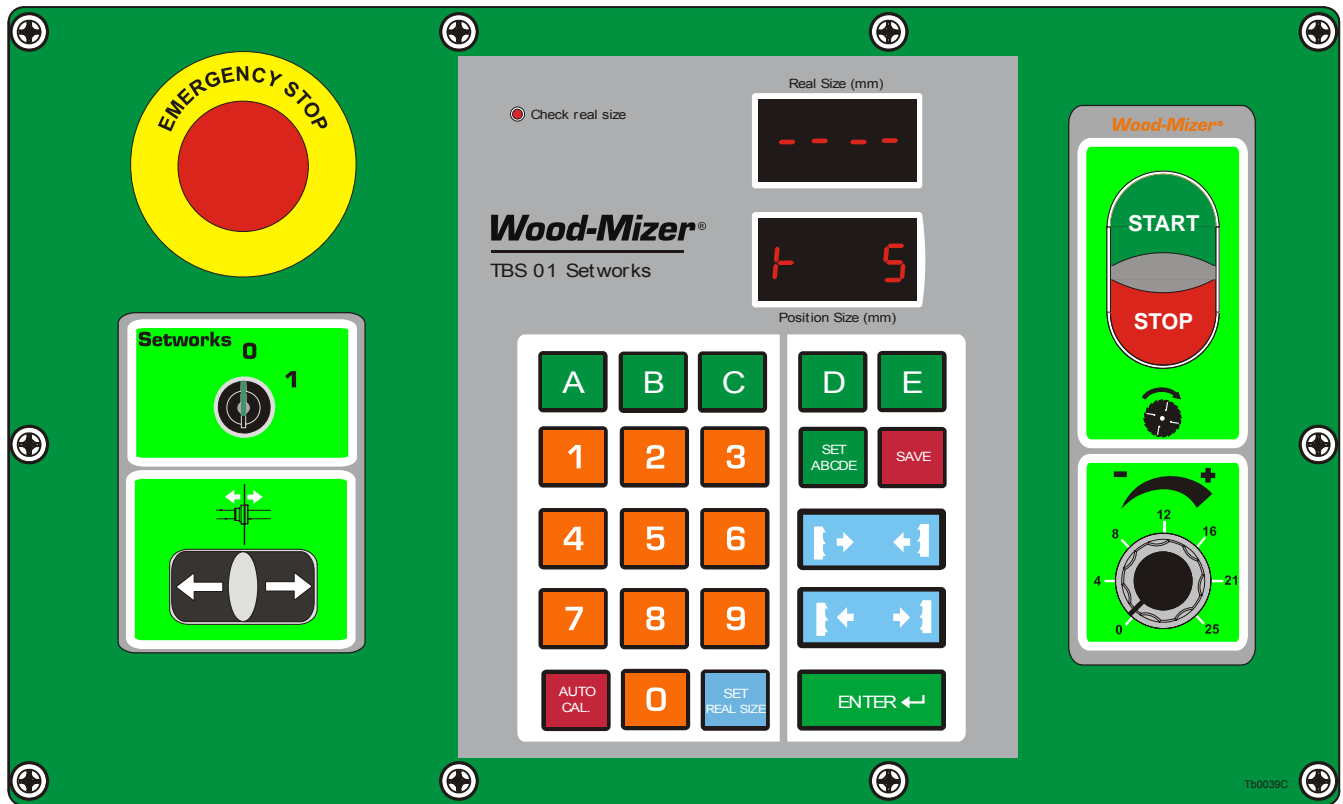 EMERGENCY STOP
Setworks
0
1
Check real size
Real Size (mm)
- - - -
Wood-Mizer®
TBS 01 Setworks
⊢ 5
Position Size (mm)
A B C D E
1 2 3 SET ABCDE SAVE
4 5 6
7 8 9
AUTO CAL. 0 SET REAL SIZE ENTER
Wood-Mizer®
START
STOP
- +
0 4 8 12 16 21 25
Tb0039C